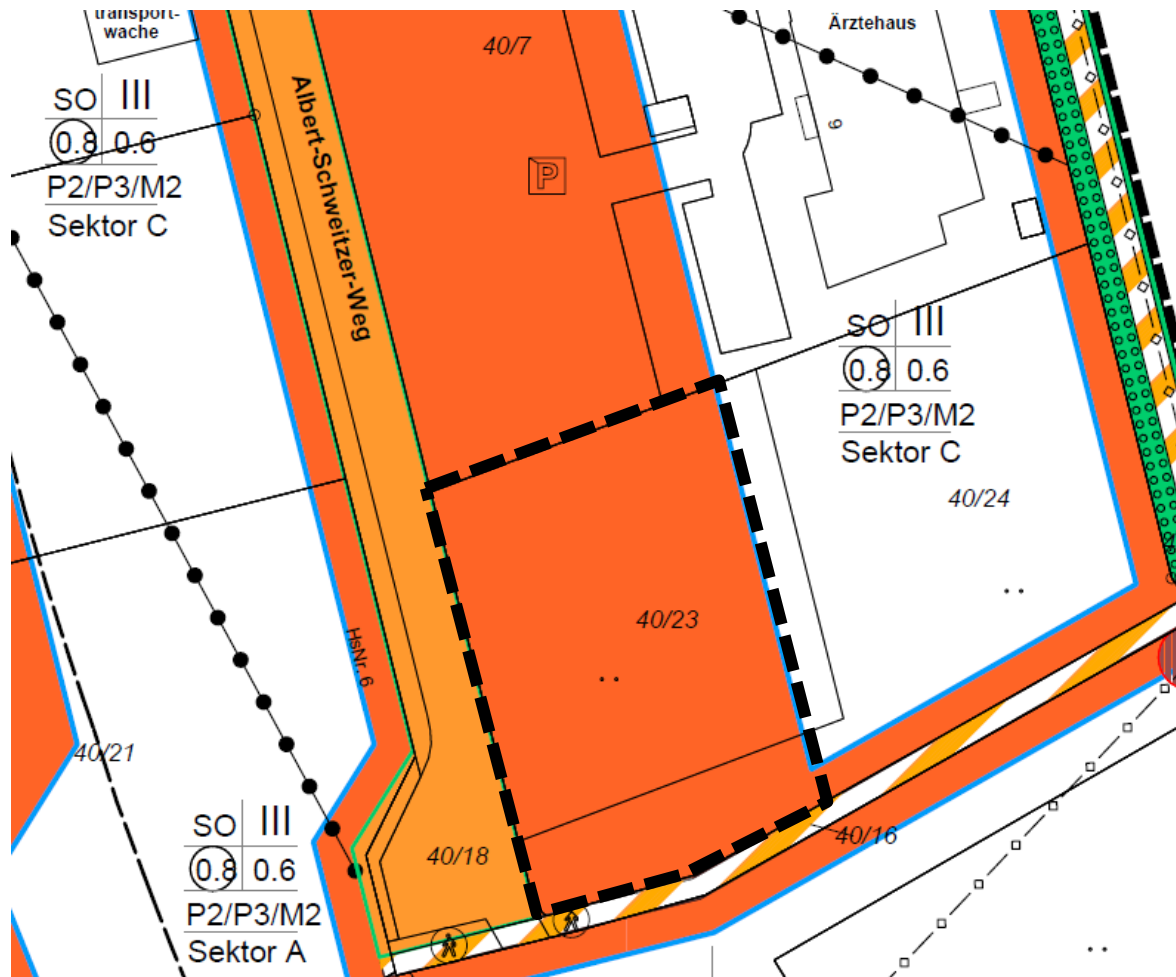 transport-
wache
Ärztehaus
40/7
SO III
0.8 0.6
P2/P3/M2
Sektor C
Albert-Schweitzer-Weg
P
9
SO III
0.8 0.6
P2/P3/M2
Sektor C
40/24
40/23
HsNr. 6
40/21
SO III
0.8 0.6
P2/P3/M2
Sektor A
40/18
40/16